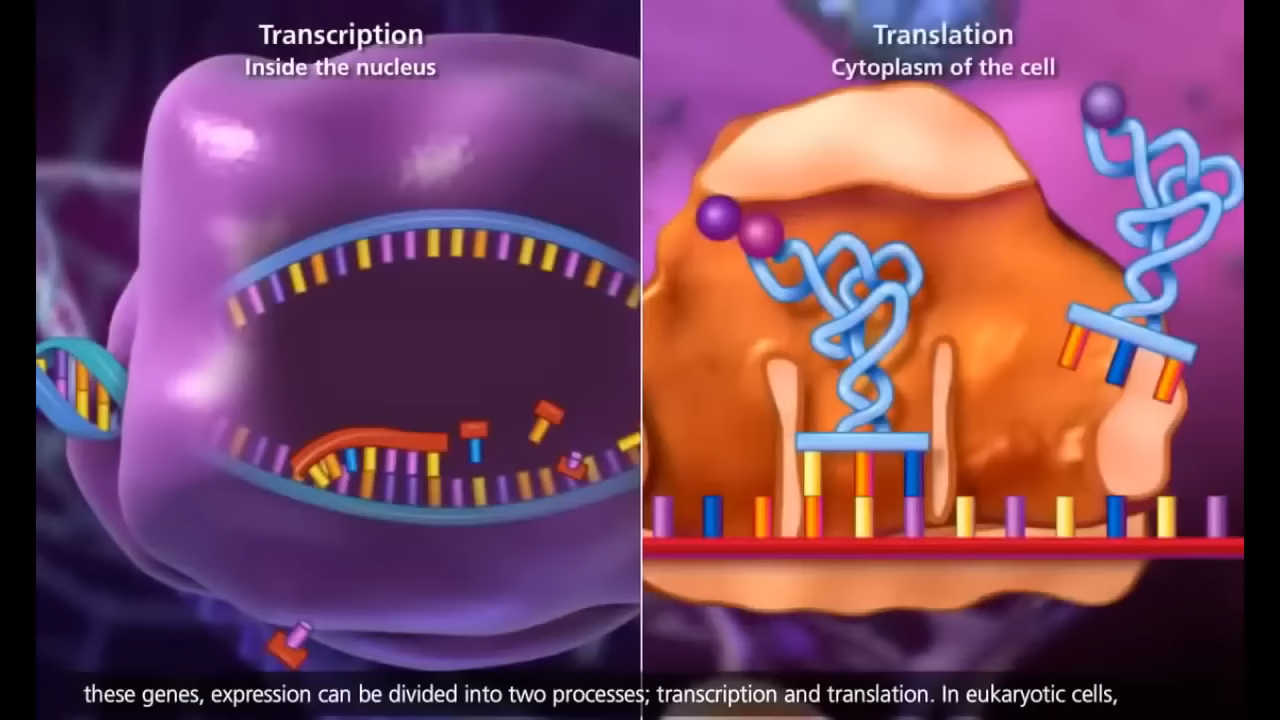 Transcription
Inside the nucleus
Translation
Cytoplasm of the cell
these genes, expression can be divided into two processes; transcription and translation. In eukaryotic cells,